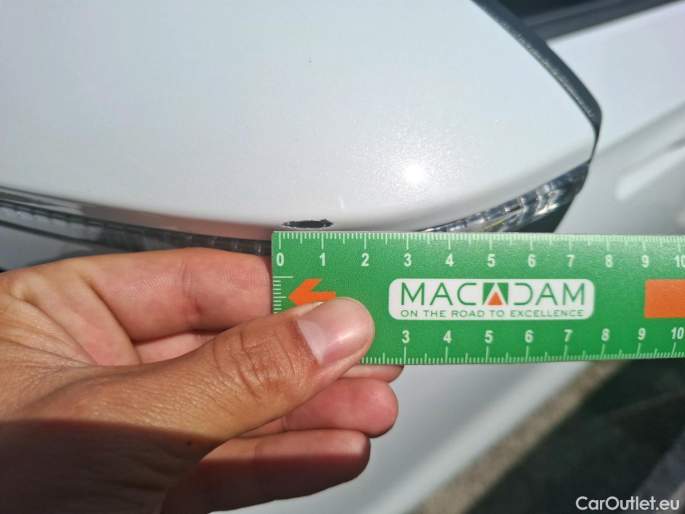 0 1 2 3 4 5 6 7 8 9 10
MACADAM
ON THE ROAD TO EXCELLENCE
3 4 5 6 7 8 9 10
CarOutlet.eu